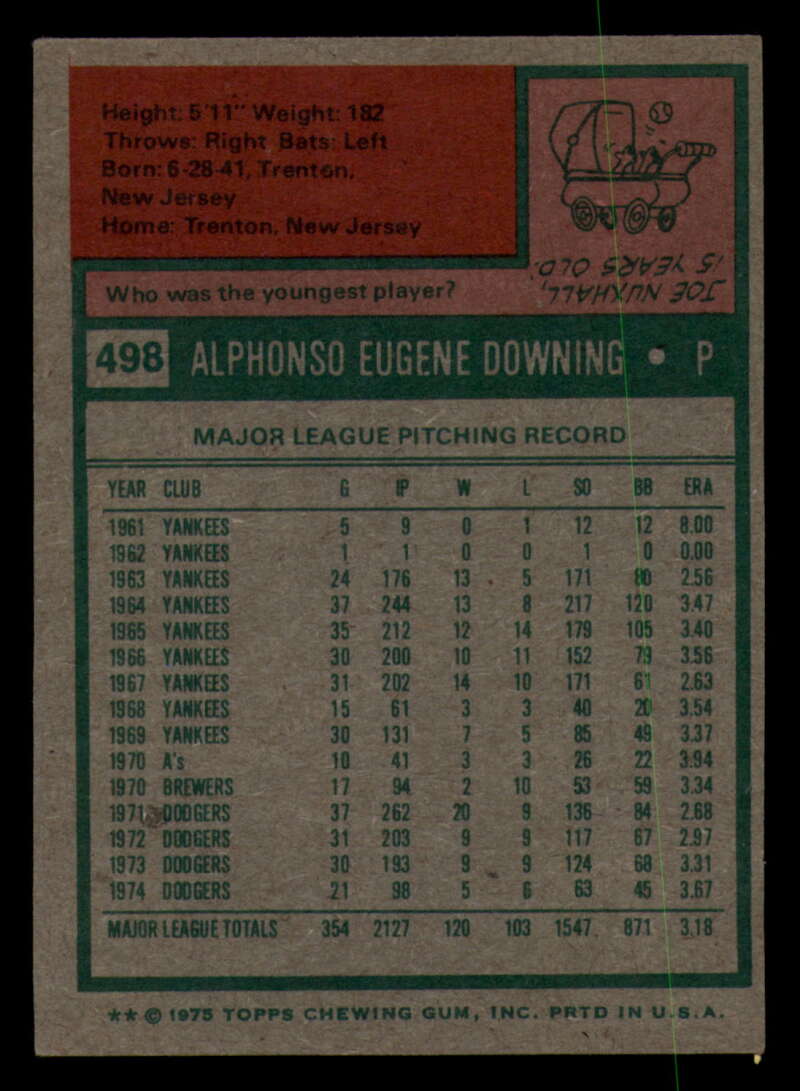 Height: 5'11" Weight: 182
Throws: Right Bats: Left
Born: 6-28-41, Trenton,
New Jersey
Home: Trenton, New Jersey
Who was the youngest player?
JOE NUXHALL,
15 YEARS OLD.
498 ALPHONSO EUGENE DOWNING • P
MAJOR LEAGUE PITCHING RECORD
YEAR CLUB G IP W L SO BB ERA
1961 YANKEES 5 9 0 1 12 12 8.00
1962 YANKEES 1 1 0 0 1 0 0.00
1963 YANKEES 24 176 13 5 171 80 2.56
1964 YANKEES 37 244 13 8 217 120 3.47
1965 YANKEES 35 212 12 14 179 105 3.40
1966 YANKEES 30 200 10 11 152 79 3.56
1967 YANKEES 31 202 14 10 171 61 2.63
1968 YANKEES 15 61 3 3 40 20 3.54
1969 YANKEES 30 131 7 5 85 49 3.37
1970 A's 10 41 3 3 26 22 3.94
1970 BREWERS 17 94 2 10 53 59 3.34
1971 DODGERS 37 262 20 9 136 84 2.68
1972 DODGERS 31 203 9 9 117 67 2.97
1973 DODGERS 30 193 9 9 124 68 3.31
1974 DODGERS 21 98 5 6 63 45 3.67
MAJOR LEAGUE TOTALS 354 2127 120 103 1547 871 3.18
** © 1975 TOPPS CHEWING GUM, INC. PRTD IN U.S.A.